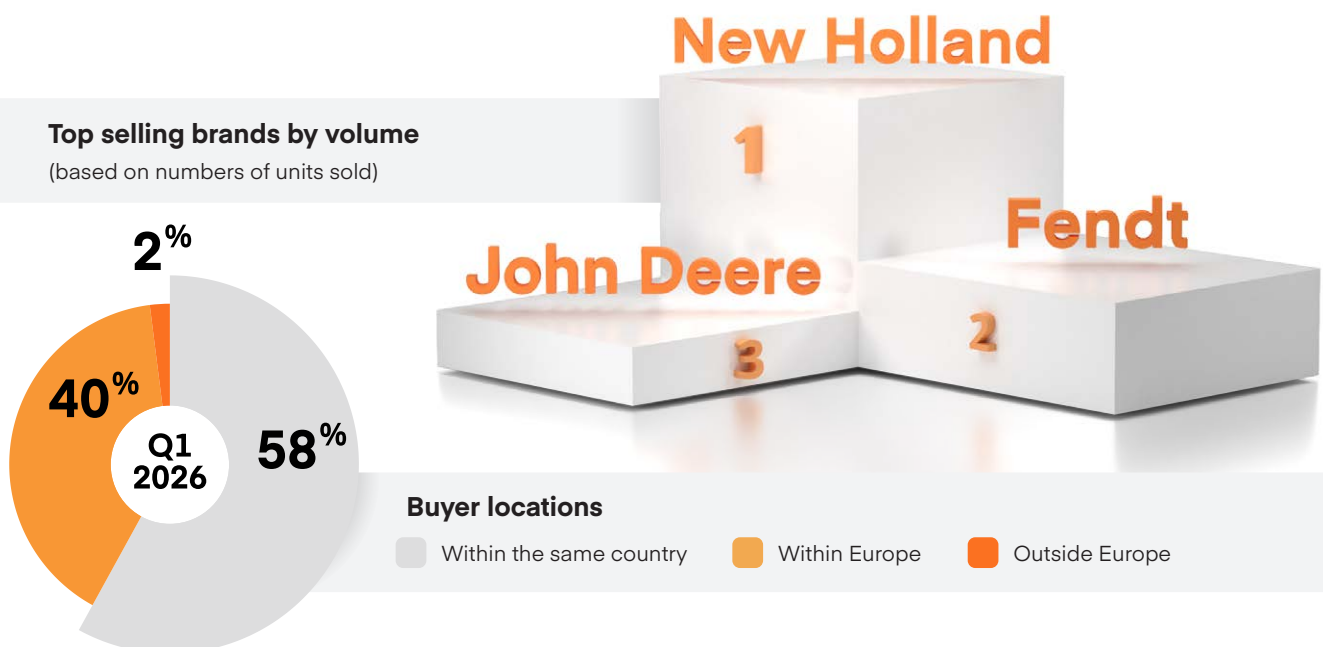 New Holland
Top selling brands by volume
(based on numbers of units sold)
1
Fendt
John Deere
2
3
2%
40%
58%
Q1
2026
Buyer locations
Within the same country
Within Europe
Outside Europe